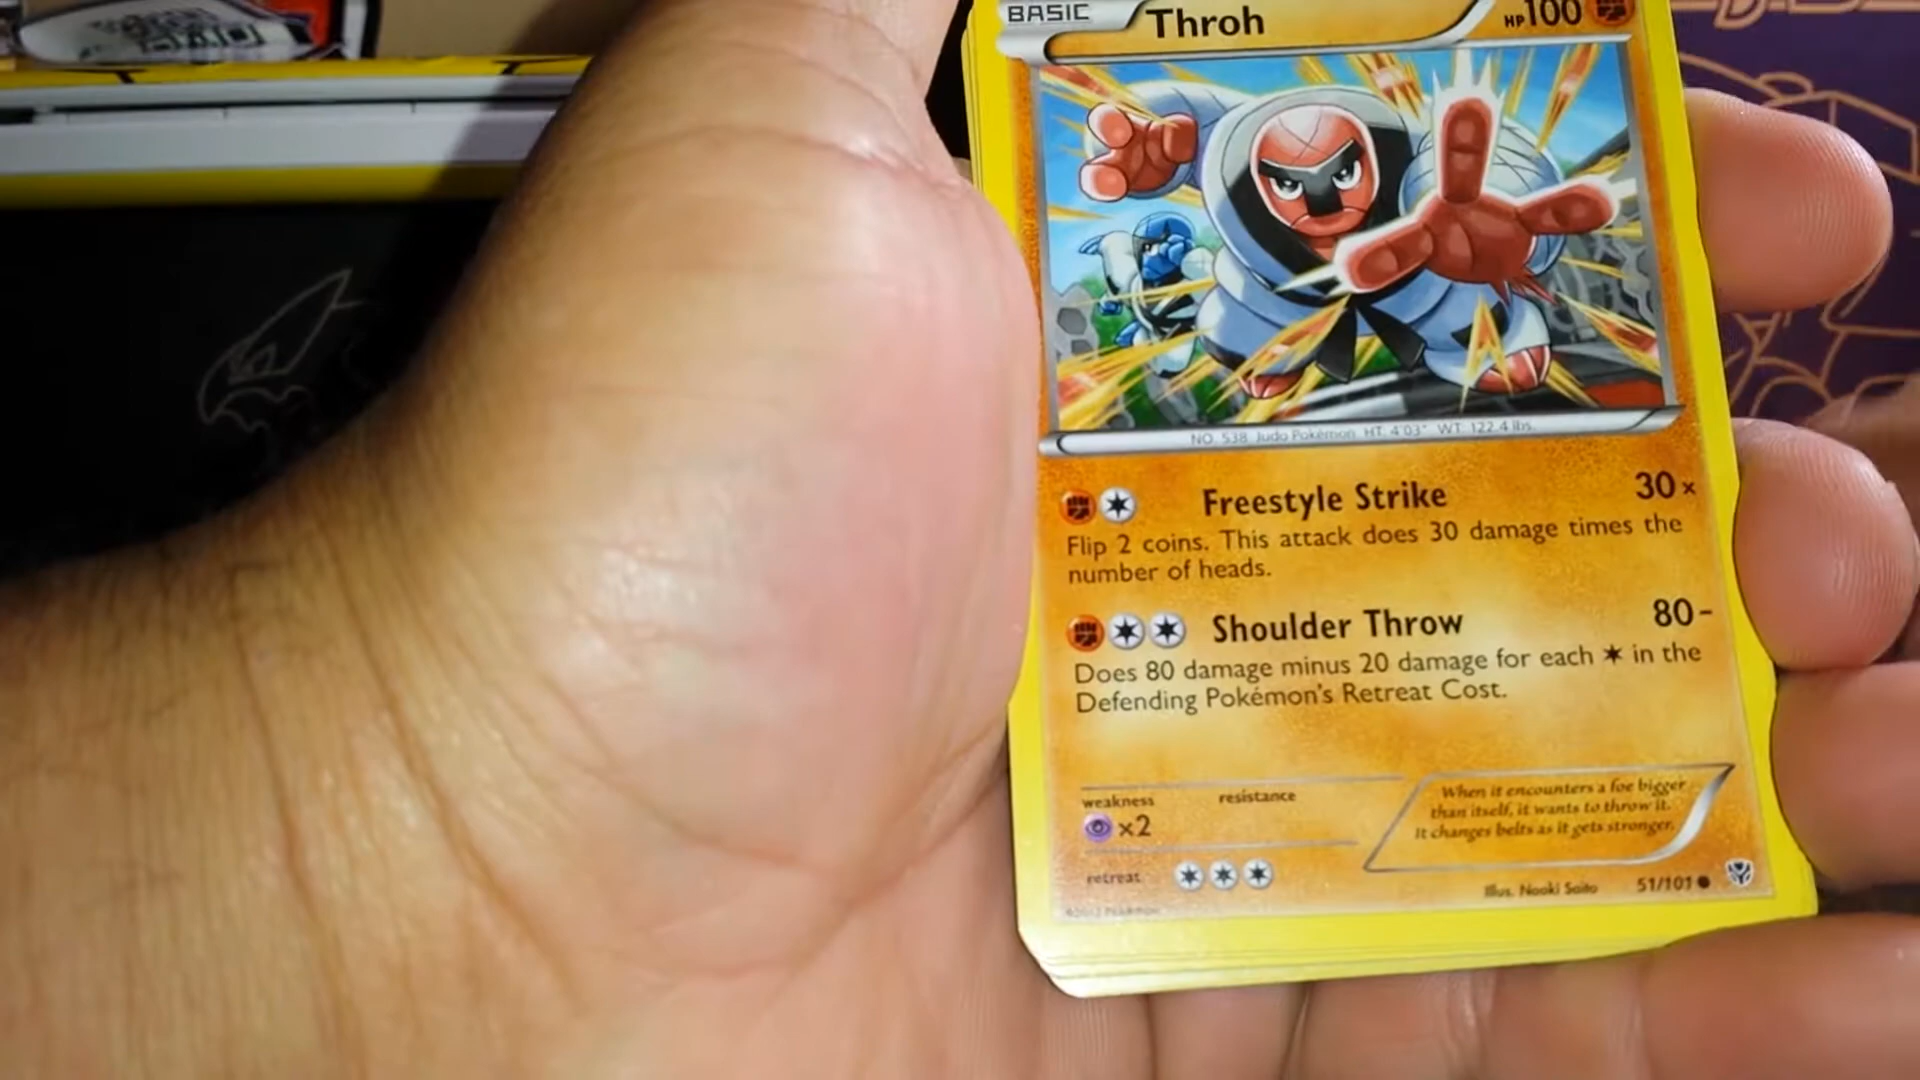 BASIC
Throh
HP100
NO. 538 Judo Pokémon HT. 4'03" WT. 122.4 lbs.
Freestyle Strike 30×
Flip 2 coins. This attack does 30 damage times the
number of heads.
Shoulder Throw 80-
Does 80 damage minus 20 damage for each in the
Defending Pokémon's Retreat Cost.
weakness
resistance
×2
retreat
When it encounters a foe bigger
than itself, it wants to throw it.
It changes belts as it gets stronger.
Illus. Naoki Saito
51/101
©2012 Pokémon